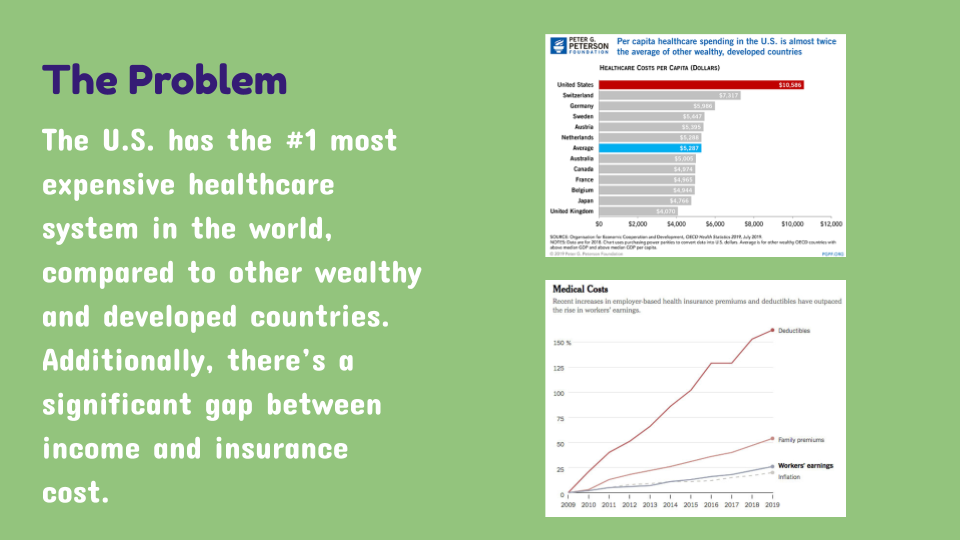 The Problem
The U.S. has the #1 most
expensive healthcare
system in the world,
compared to other wealthy
and developed countries.
Additionally, there's a
significant gap between
income and insurance
cost.
PETER G.
PETERSON
FOUNDATION
Per capita healthcare spending in the U.S. is almost twice
the average of other wealthy, developed countries
HEALTHCARE COSTS PER CAPITA (DOLLARS)
United States $10,586
Switzerland $7,317
Germany $5,986
Sweden $5,447
Austria $5,395
Netherlands $5,288
Average $5,287
Australia $5,005
Canada $4,974
France $4,965
Belgium $4,944
Japan $4,766
United Kingdom $4,070
$0 $2,000 $4,000 $6,000 $8,000 $10,000 $12,000
SOURCE: Organisation for Economic Cooperation and Development, OECD Health Statistics 2019, July 2019.
NOTES: Data are for 2018. Chart uses purchasing power parities to convert data into U.S. dollars. Average is for other wealthy OECD countries with
above median GDP and above median GDP per capita.
© 2019 Peter G. Peterson Foundation PGPF.ORG
Medical Costs
Recent increases in employer-based health insurance premiums and deductibles have outpaced
the rise in workers' earnings.
Deductibles
150 %
125
100
75
50
Family premiums
25
Workers' earnings
Inflation
0
2009 2010 2011 2012 2013 2014 2015 2016 2017 2018 2019